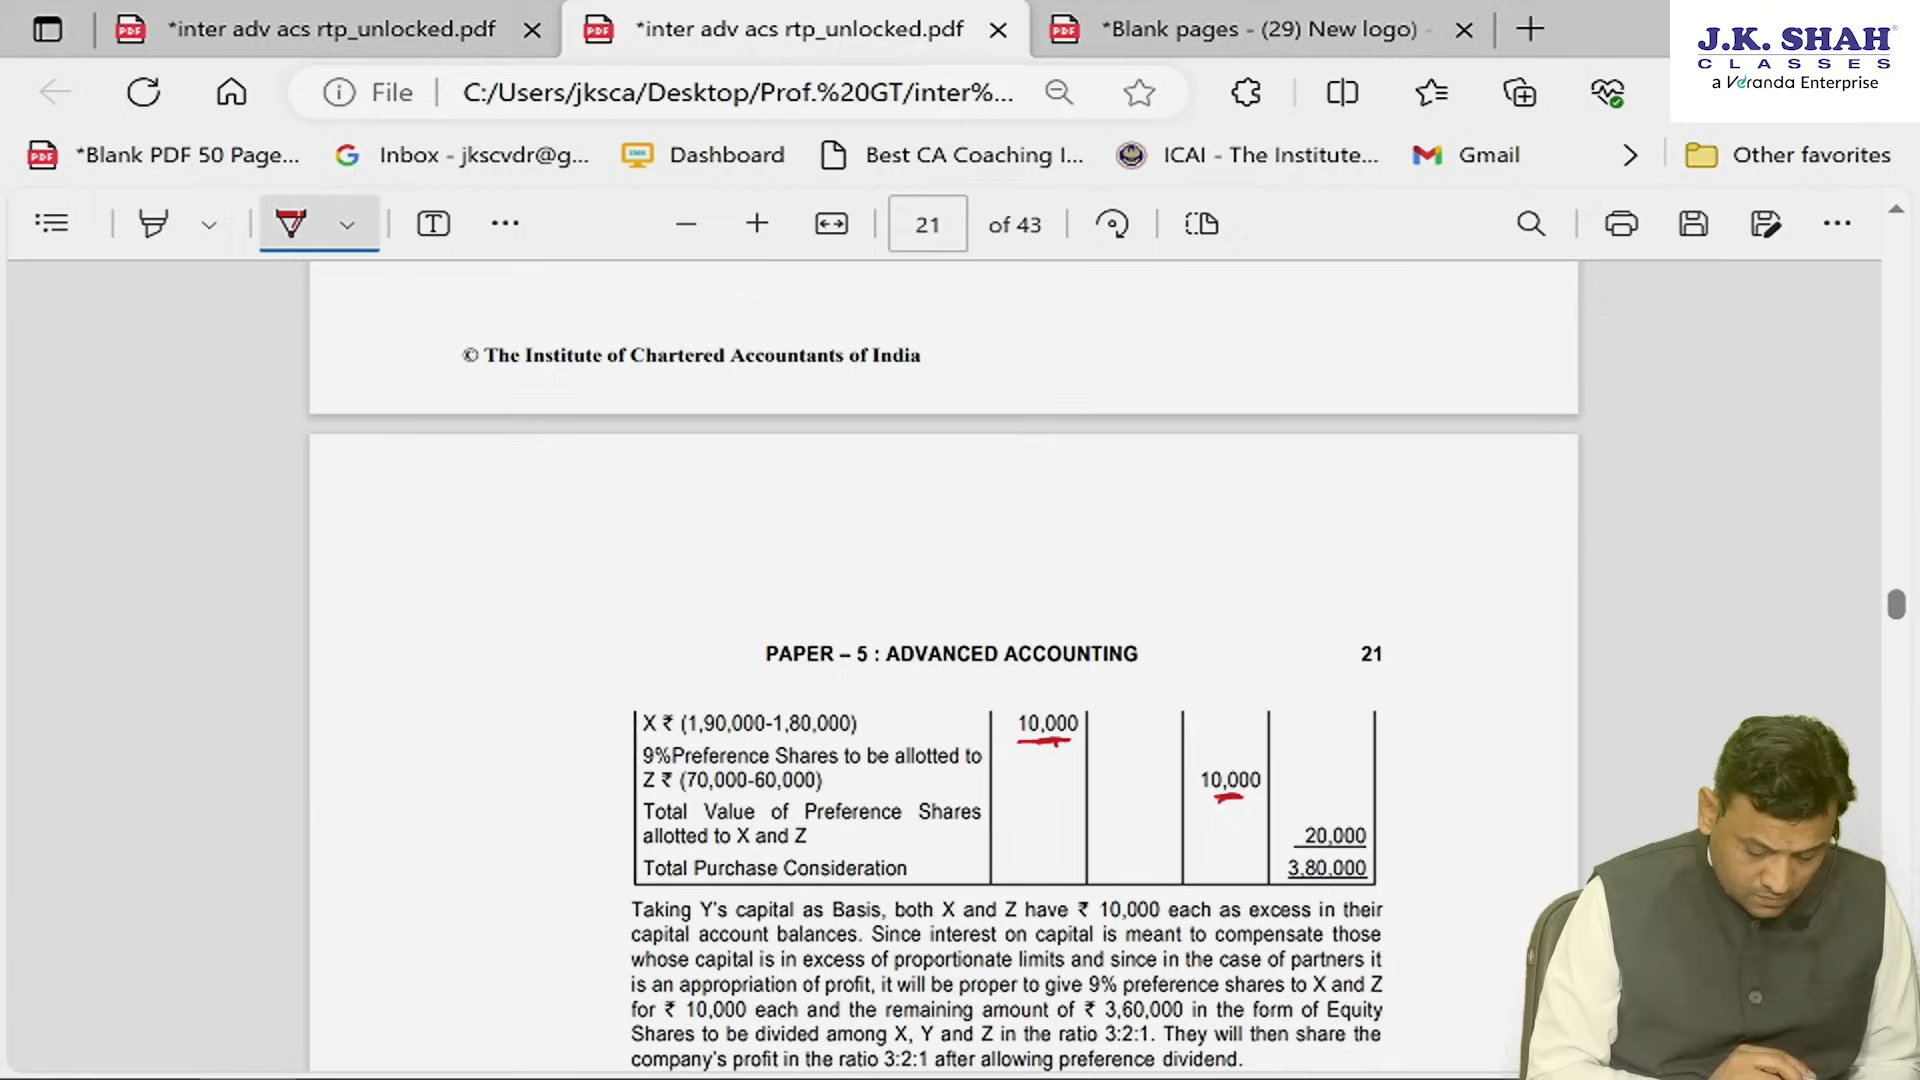 *inter adv acs rtp_unlocked.pdf
*inter adv acs rtp_unlocked.pdf
*Blank pages - (29) New logo) -
J.K. SHAH®
CLASSES
a Veranda Enterprise
File
C:/Users/jksca/Desktop/Prof.%20GT/inter%...
*Blank PDF 50 Page...
Inbox - jkscvdr@g...
Dashboard
Best CA Coaching I...
ICAI - The Institute...
Gmail
Other favorites
21 of 43
© The Institute of Chartered Accountants of India
PAPER – 5 : ADVANCED ACCOUNTING 21
X ₹ (1,90,000-1,80,000) 10,000
9%Preference Shares to be allotted to
Z ₹ (70,000-60,000) 10,000
Total Value of Preference Shares
allotted to X and Z 20,000
Total Purchase Consideration 3,80,000
Taking Y's capital as Basis, both X and Z have ₹ 10,000 each as excess in their
capital account balances. Since interest on capital is meant to compensate those
whose capital is in excess of proportionate limits and since in the case of partners it
is an appropriation of profit, it will be proper to give 9% preference shares to X and Z
for ₹ 10,000 each and the remaining amount of ₹ 3,60,000 in the form of Equity
Shares to be divided among X, Y and Z in the ratio 3:2:1. They will then share the
company's profit in the ratio 3:2:1 after allowing preference dividend.